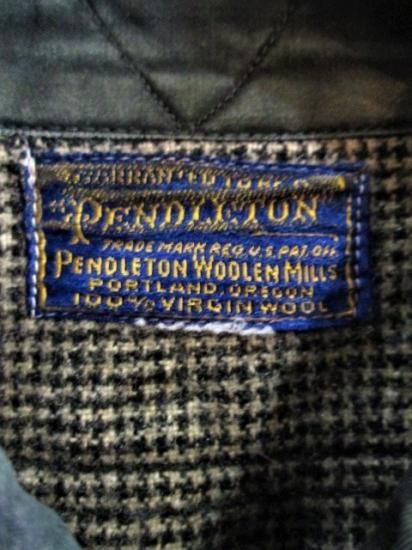 WARRANTED TO BE A
PENDLETON
TRADE MARK REG. U.S. PAT. OFF.
PENDLETON WOOLEN MILLS
PORTLAND, OREGON
100% VIRGIN WOOL